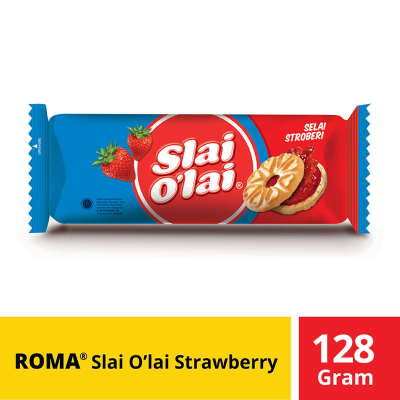 SELAI
STROBERI
Slai
O'lai®
ROMA® Slai O'lai Strawberry
128
Gram